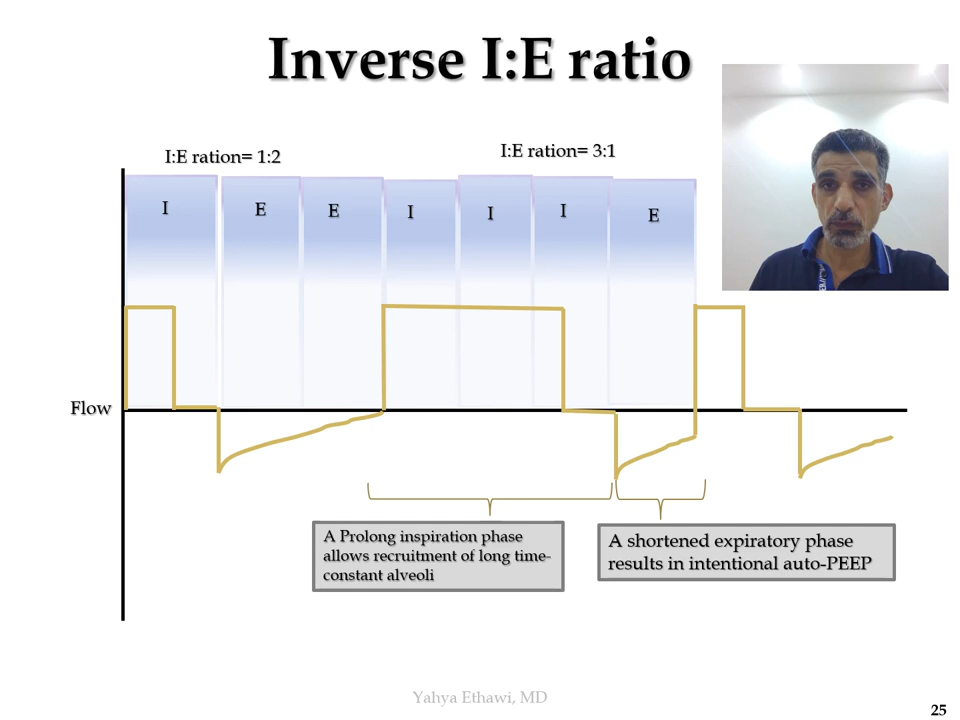 Inverse I:E ratio
I:E ration= 1:2
I:E ration= 3:1
I
E
E
I
I
I
E
Flow
A Prolong inspiration phase
allows recruitment of long time-
constant alveoli
A shortened expiratory phase
results in intentional auto-PEEP
Yahya Ethawi, MD
25